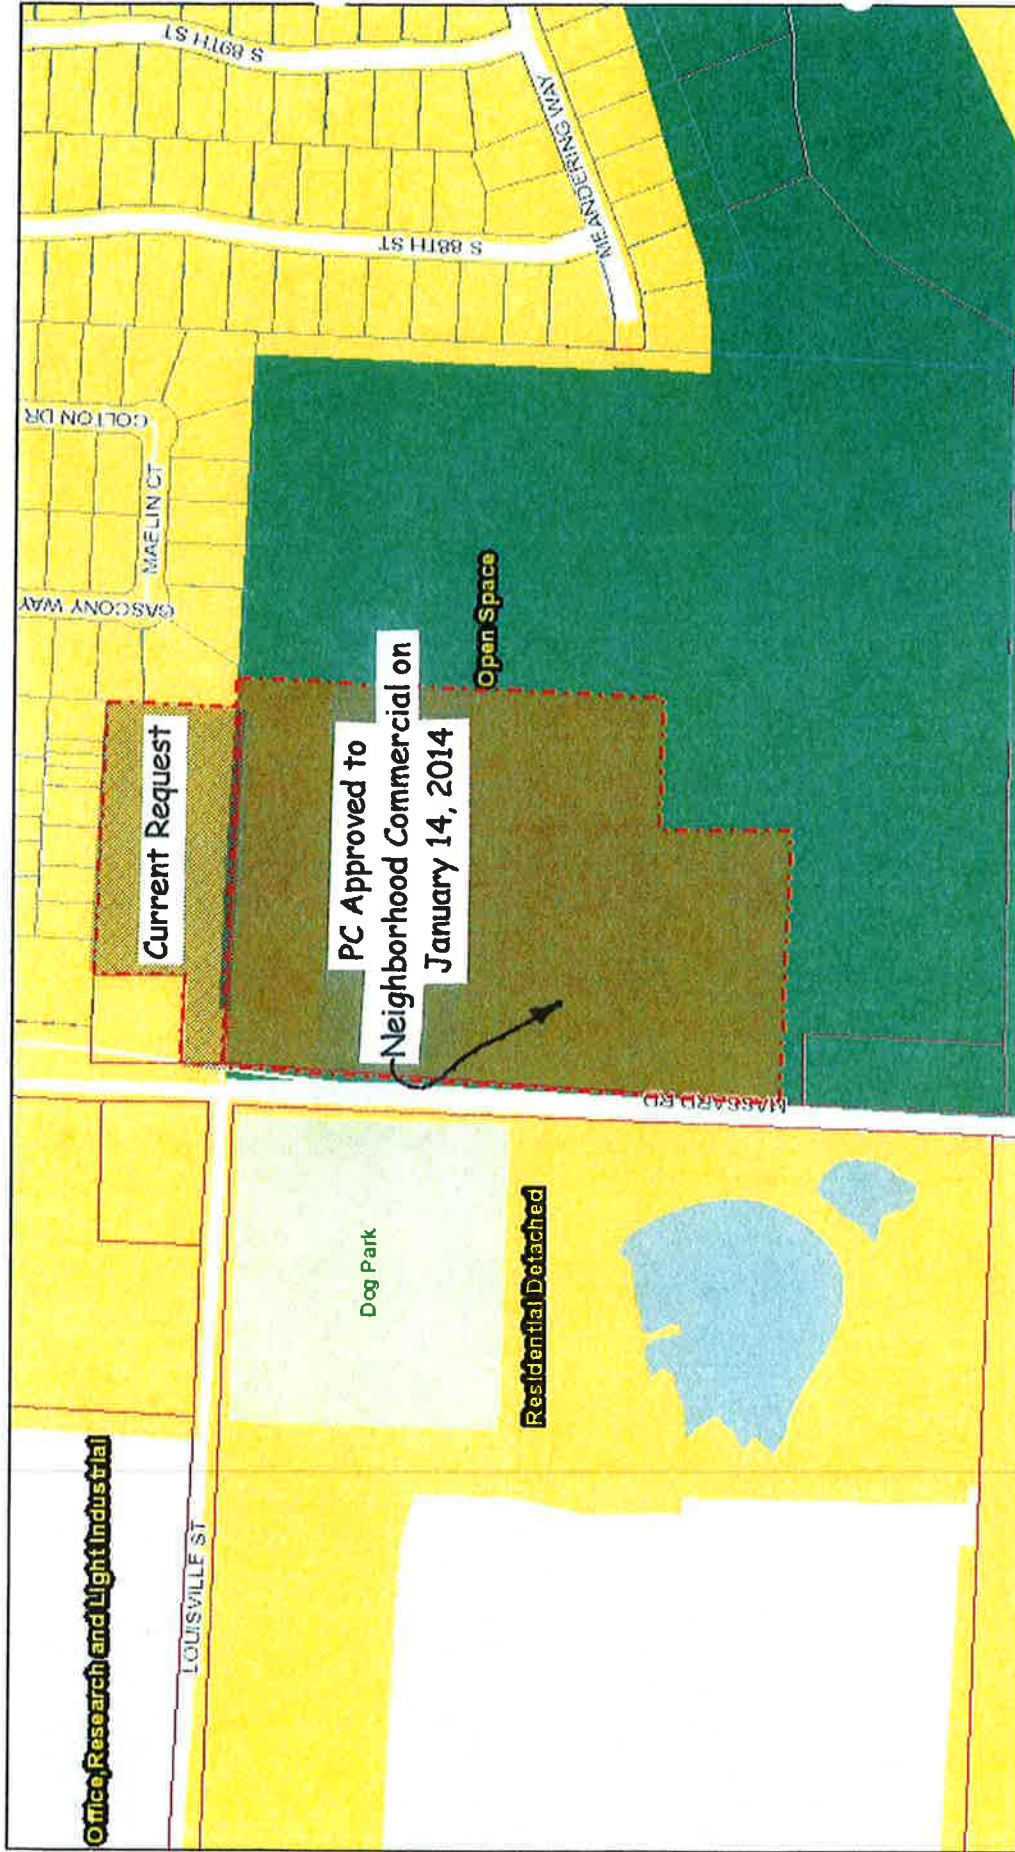 Office,Research and Light Industrial
LOUISVILLE ST
Dog Park
Residential Detached
MASSARD RD
Current Request
PC Approved to
Neighborhood Commercial on
January 14, 2014
Open Space
GASCONY WAY
MAELIN CT
COLTON DR
S 88TH ST
S 89TH ST
MEANDERING WAY